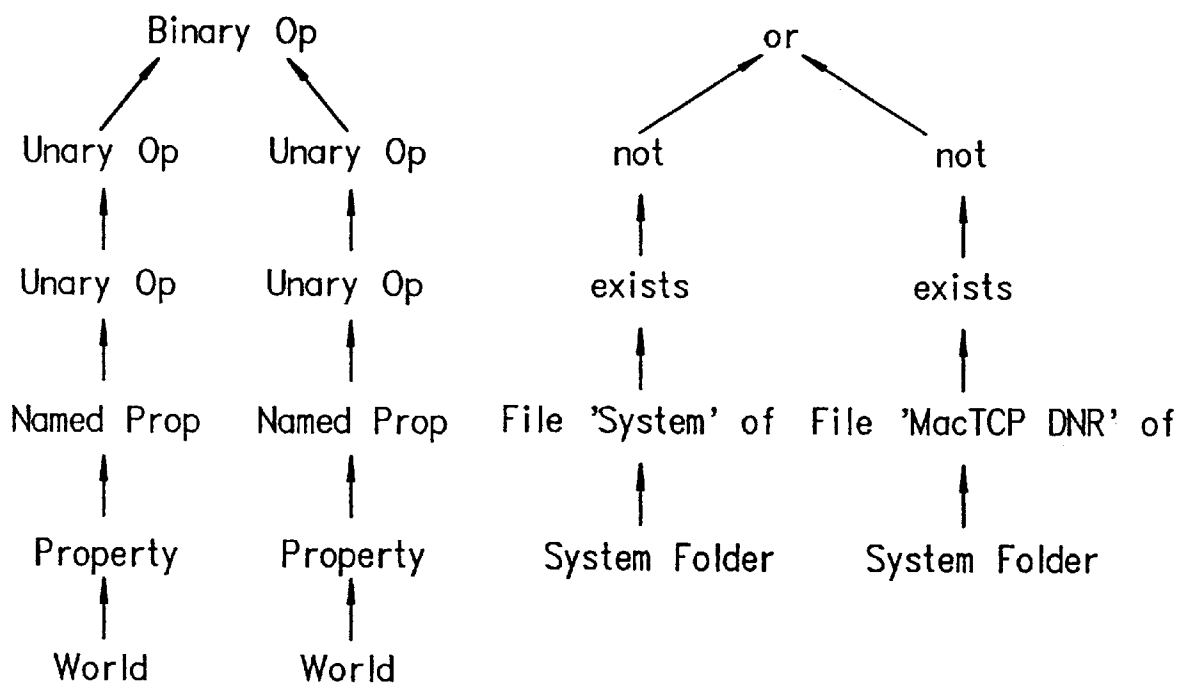 Binary Op or
Unary Op Unary Op not not
Unary Op Unary Op exists exists
Named Prop Named Prop File 'System' of File 'MacTCP DNR' of
Property Property System Folder System Folder
World World